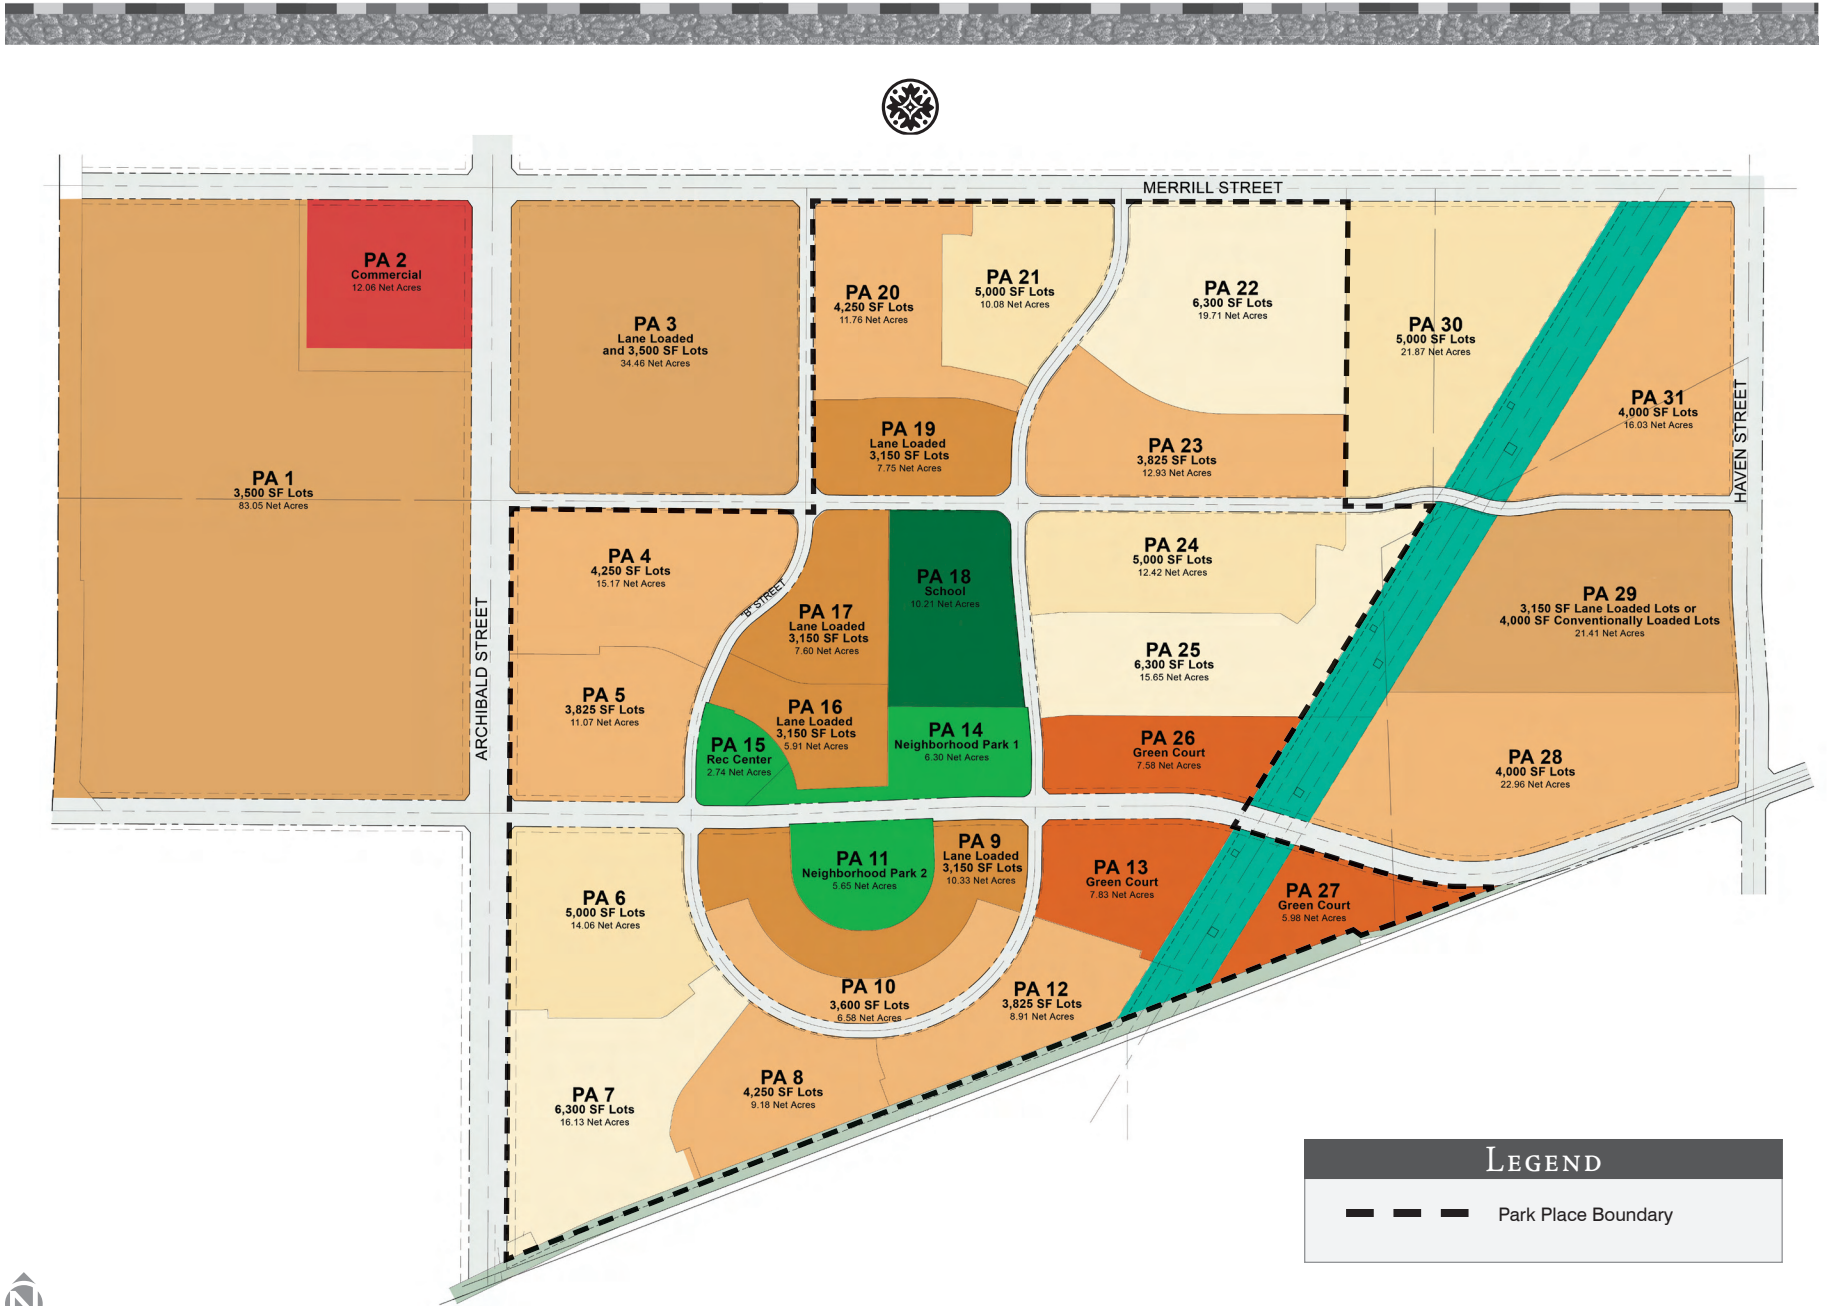 MERRILL STREET
PA 2
Commercial
12.06 Net Acres
PA 20
4,250 SF Lots
11.76 Net Acres
PA 21
5,000 SF Lots
10.08 Net Acres
PA 22
6,300 SF Lots
19.71 Net Acres
PA 3
Lane Loaded
and 3,500 SF Lots
34.46 Net Acres
PA 30
5,000 SF Lots
21.87 Net Acres
PA 31
4,000 SF Lots
16.03 Net Acres
HAVEN STREET
PA 19
Lane Loaded
3,150 SF Lots
7.75 Net Acres
PA 23
3,825 SF Lots
12.93 Net Acres
PA 1
3,500 SF Lots
83.05 Net Acres
PA 4
4,250 SF Lots
15.17 Net Acres
"B" STREET
PA 17
Lane Loaded
3,150 SF Lots
7.60 Net Acres
PA 18
School
10.21 Net Acres
PA 24
5,000 SF Lots
12.42 Net Acres
PA 29
3,150 SF Lane Loaded Lots or
4,000 SF Conventionally Loaded Lots
21.41 Net Acres
ARCHIBALD STREET
PA 5
3,825 SF Lots
11.07 Net Acres
PA 16
Lane Loaded
3,150 SF Lots
5.91 Net Acres
PA 25
6,300 SF Lots
15.65 Net Acres
PA 15
Rec Center
2.74 Net Acres
PA 14
Neighborhood Park 1
6.30 Net Acres
PA 26
Green Court
7.58 Net Acres
PA 28
4,000 SF Lots
22.96 Net Acres
PA 6
5,000 SF Lots
14.06 Net Acres
PA 11
Neighborhood Park 2
5.65 Net Acres
PA 9
Lane Loaded
3,150 SF Lots
10.33 Net Acres
PA 13
Green Court
7.83 Net Acres
PA 27
Green Court
5.98 Net Acres
PA 10
3,600 SF Lots
6.58 Net Acres
PA 12
3,825 SF Lots
8.91 Net Acres
PA 7
6,300 SF Lots
16.13 Net Acres
PA 8
4,250 SF Lots
9.18 Net Acres
LEGEND
Park Place Boundary
N